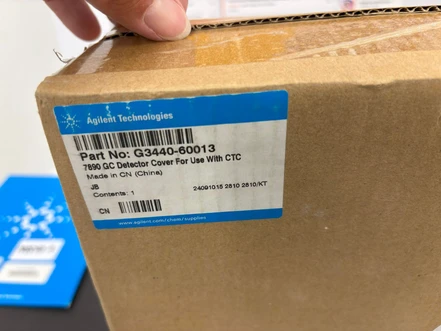 Agilent Technologies
Part No: G3440-60013
7890 GC Detector Cover For Use With CTC
Made in CN (China)
JB
Contents: 1
24091015 2810 2810/KT
CN
www.agilent.com/chem/supplies